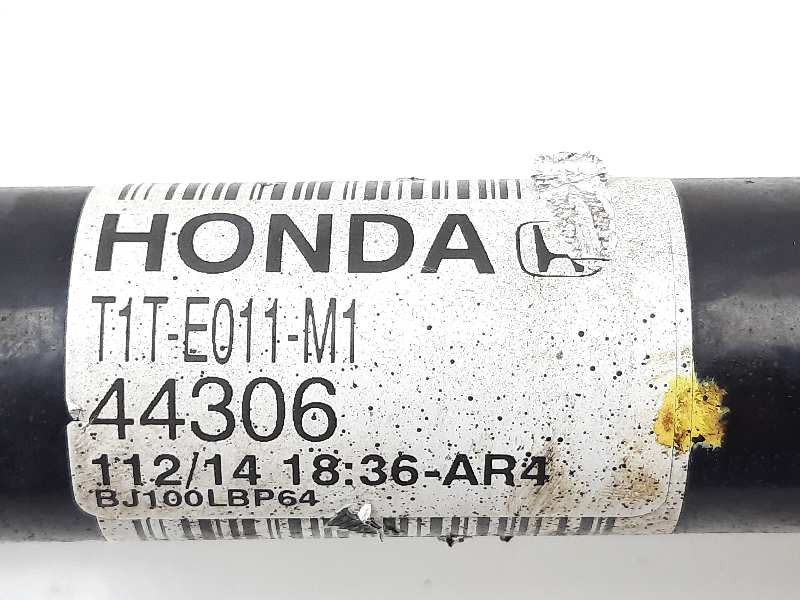 HONDA
T1T-E011-M1
44306
112/14 18:36-AR4
BJ100LBP64